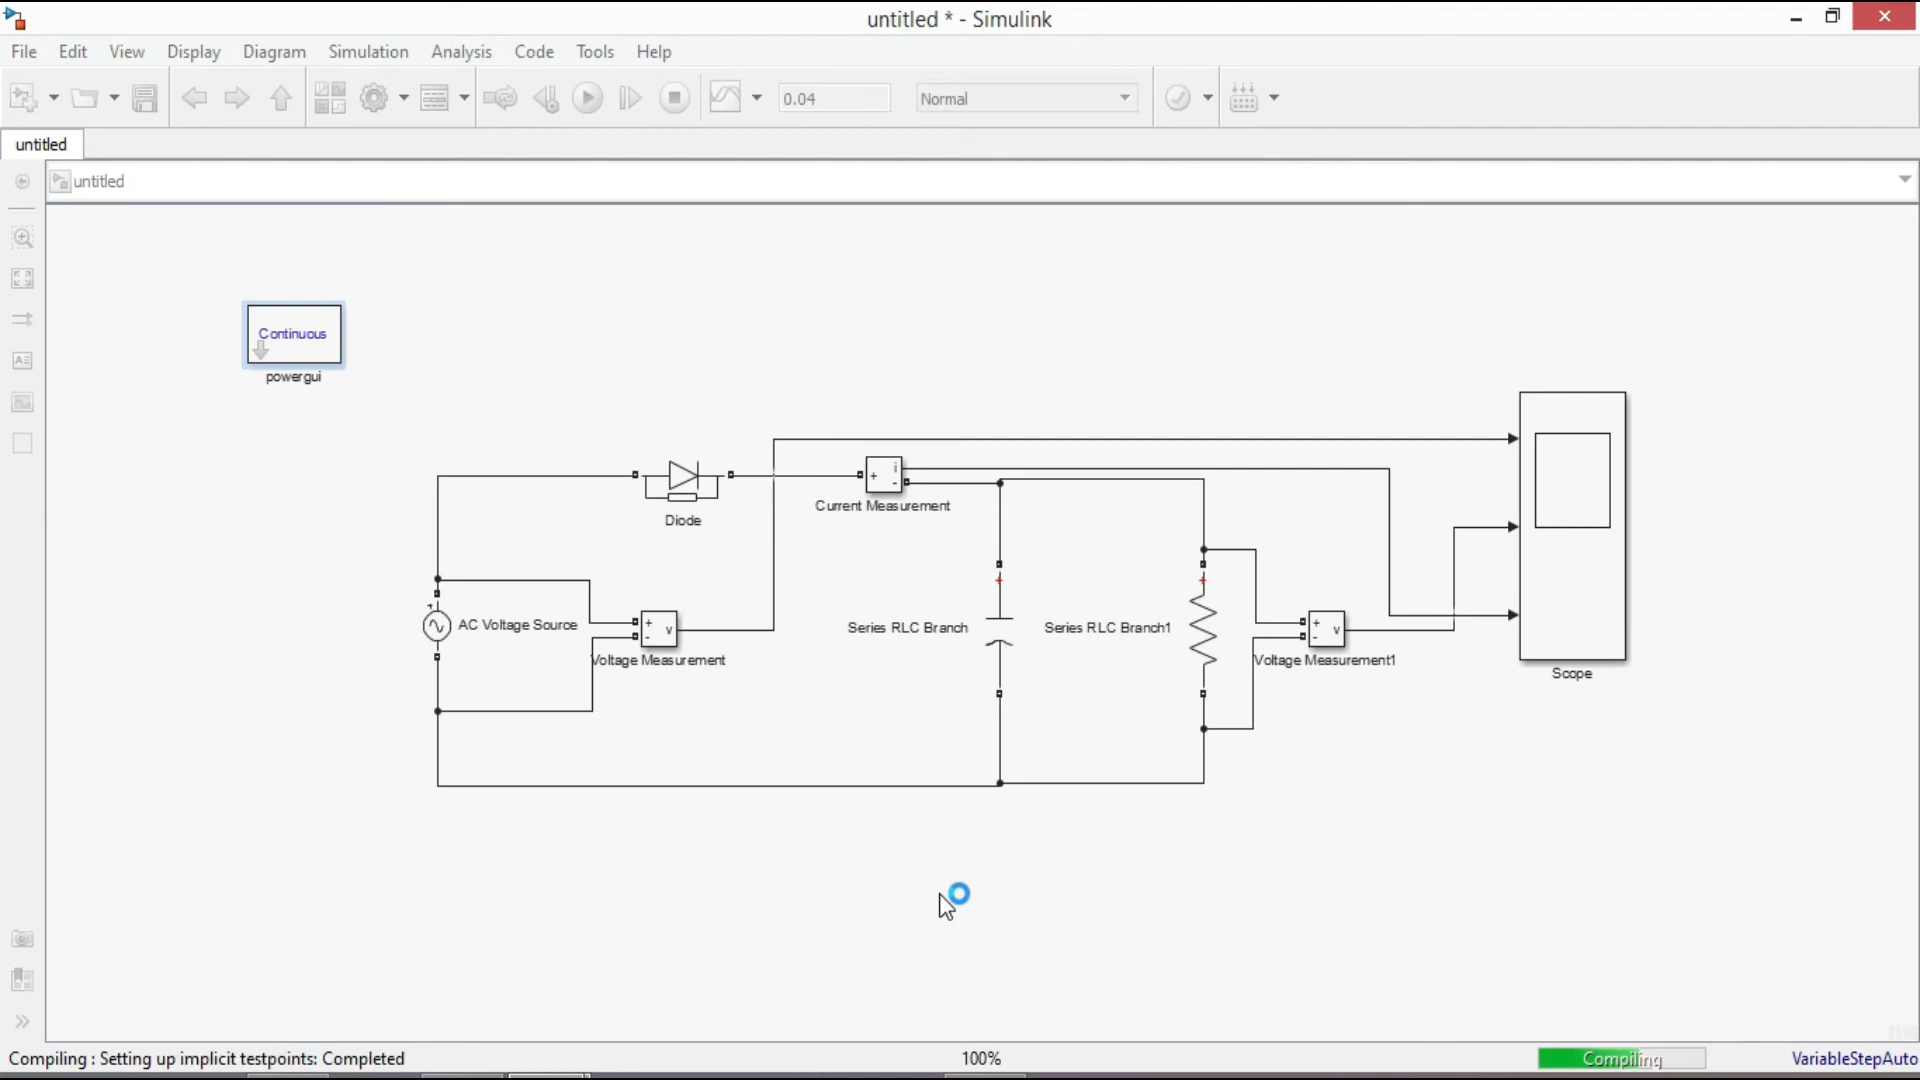 untitled * - Simulink
File Edit View Display Diagram Simulation Analysis Code Tools Help
0.04 Normal
untitled
untitled
Continuous
powergui
Diode
+ i -
Current Measurement
+
AC Voltage Source
+ - v
Voltage Measurement
+
Series RLC Branch
+
Series RLC Branch1
+ - v
Voltage Measurement1
Scope
Compiling : Setting up implicit testpoints: Completed 100% Compiling VariableStepAuto